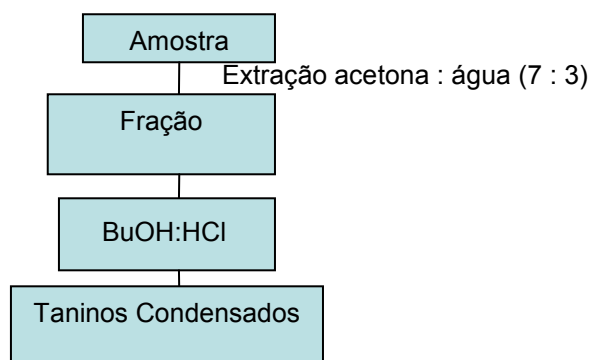 Amostra
Extração acetona : água (7 : 3)
Fração
BuOH:HCl
Taninos Condensados